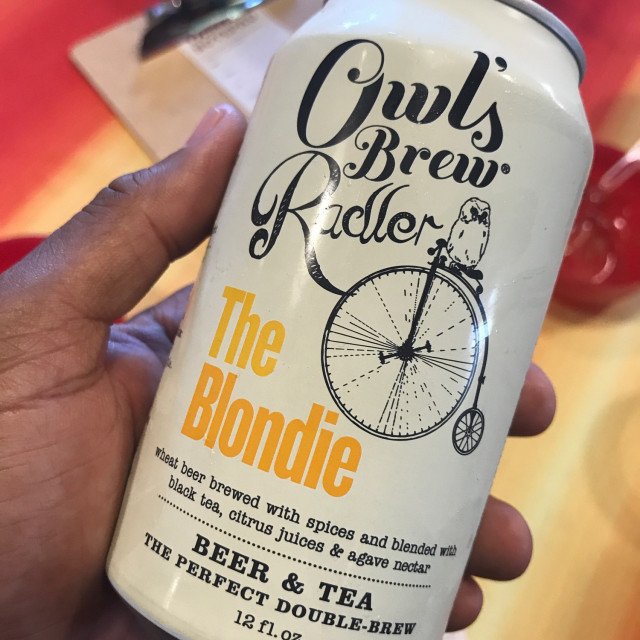 Owl's
Brew®
Radler
The
Blondie
wheat beer brewed with spices and blended with
black tea, citrus juices & agave nectar
BEER & TEA
THE PERFECT DOUBLE-BREW
12 fl. oz